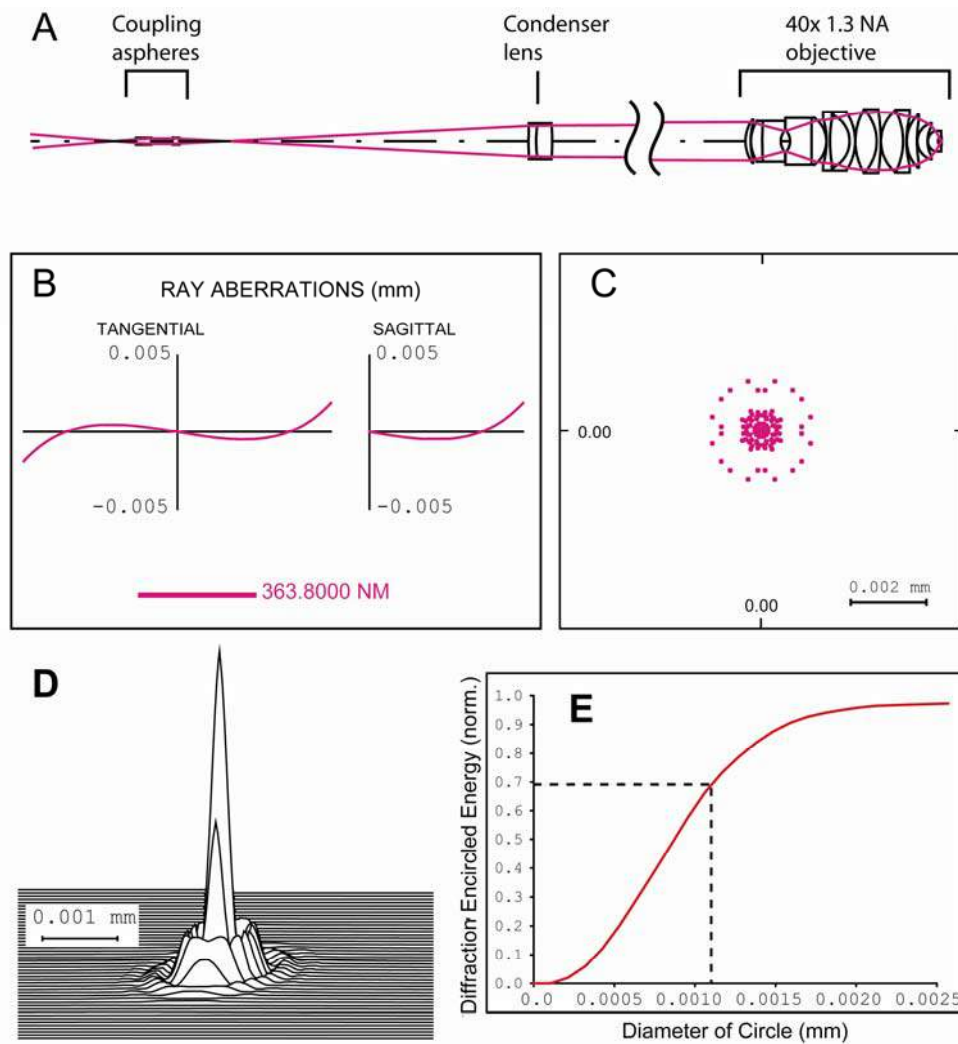 A
Coupling
aspheres
Condenser
lens
40x 1.3 NA
objective
B
RAY ABERRATIONS (mm)
TANGENTIAL
SAGITTAL
0.005
0.005
-0.005
-0.005
363.8000 NM
C
0.00
0.002 mm
0.00
D
0.001 mm
E
Diffraction Encircled Energy (norm.)
1.0
0.9
0.8
0.7
0.6
0.5
0.4
0.3
0.2
0.1
0.0
0.0 0.0005 0.0010 0.0015 0.0020 0.0025
Diameter of Circle (mm)